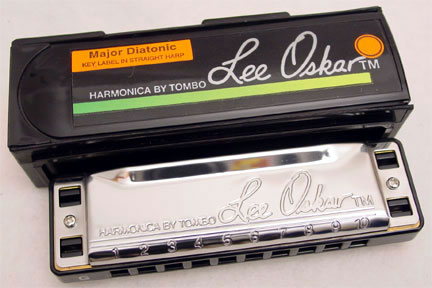 Major Diatonic
KEY LABEL IN STRAIGHT HARP
HARMONICA BY TOMBO Lee Oskar TM
HARMONICA BY TOMBO Lee Oskar TM
1 2 3 4 5 6 7 8 9 10